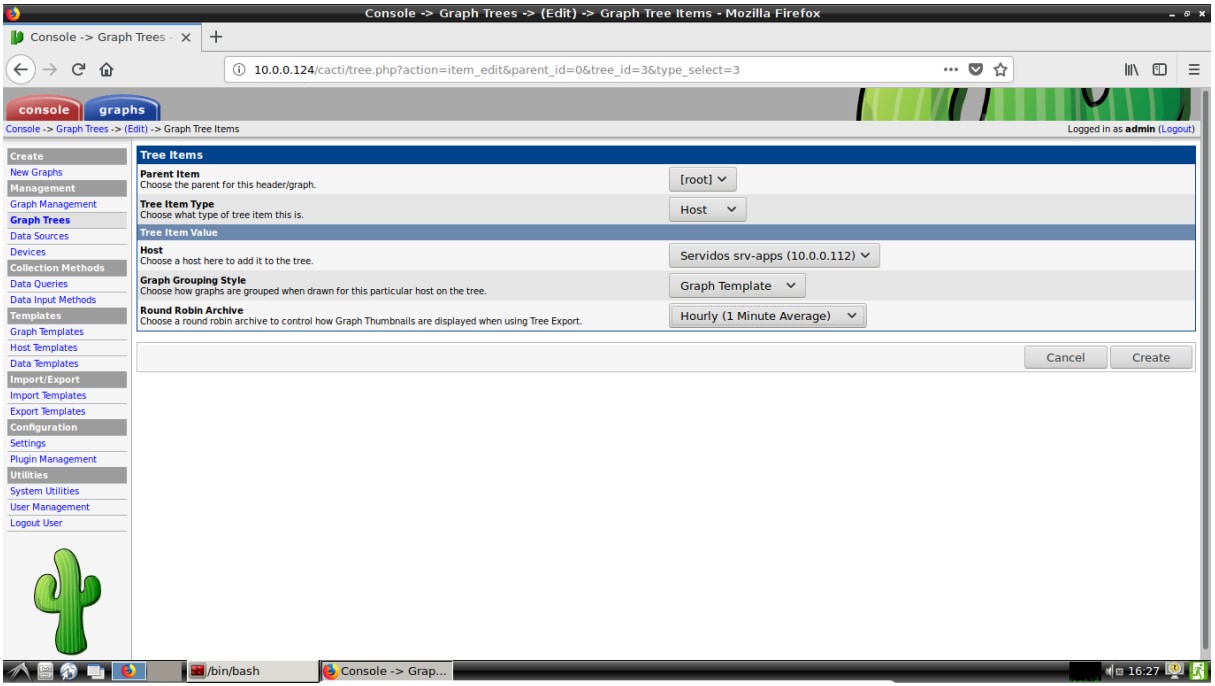 Console -> Graph Trees -> (Edit) -> Graph Tree Items - Mozilla Firefox
Console -> Graph Trees -
10.0.0.124/cacti/tree.php?action=item_edit&parent_id=0&tree_id=3&type_select=3
console graphs
Console -> Graph Trees -> (Edit) -> Graph Tree Items
Logged in as admin (Logout)
Create
New Graphs
Management
Graph Management
Graph Trees
Data Sources
Devices
Collection Methods
Data Queries
Data Input Methods
Templates
Graph Templates
Host Templates
Data Templates
Import/Export
Import Templates
Export Templates
Configuration
Settings
Plugin Management
Utilities
System Utilities
User Management
Logout User
Tree Items
Parent Item
Choose the parent for this header/graph.
[root]
Tree Item Type
Choose what type of tree item this is.
Host
Tree Item Value
Host
Choose a host here to add it to the tree.
Servidos srv-apps (10.0.0.112)
Graph Grouping Style
Choose how graphs are grouped when drawn for this particular host on the tree.
Graph Template
Round Robin Archive
Choose a round robin archive to control how Graph Thumbnails are displayed when using Tree Export.
Hourly (1 Minute Average)
Cancel Create
/bin/bash
Console -> Grap...
16:27